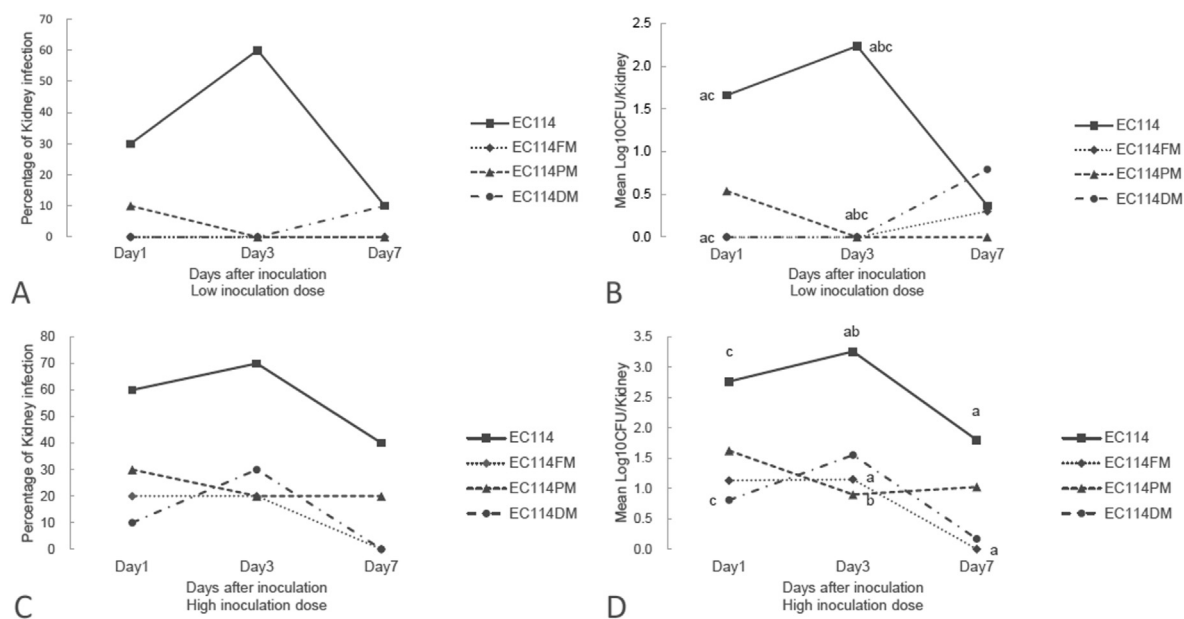 70
60
50
40
30
20
10
0
Percentage of Kidney infection
Day1 Day3 Day7
Days after inoculation
Low inoculation dose
EC114
EC114FM
EC114PM
EC114DM
A
2.5
2.0
1.5
1.0
0.5
0.0
Mean Log10CFU/Kidney
ac
abc
abc
ac
Day1 Day3 Day7
Days after inoculation
Low inoculation dose
EC114
EC114FM
EC114PM
EC114DM
B
80
70
60
50
40
30
20
10
0
Percentage of Kidney infection
Day1 Day3 Day7
Days after inoculation
High inoculation dose
EC114
EC114FM
EC114PM
EC114DM
C
3.5
3.0
2.5
2.0
1.5
1.0
0.5
0.0
Mean Log10CFU/Kidney
c
ab
a
a
c
b
a
Day1 Day3 Day7
Days after inoculation
High inoculation dose
EC114
EC114FM
EC114PM
EC114DM
D